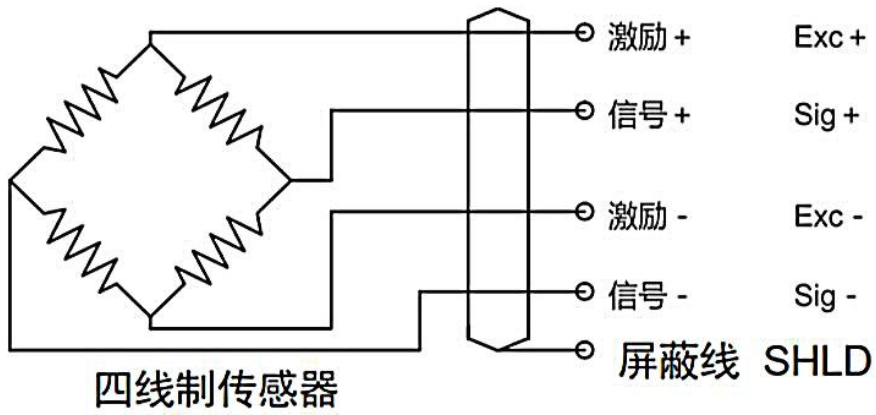 激励+ Exc+
信号+ Sig+
激励- Exc-
信号- Sig-
屏蔽线 SHLD
四线制传感器